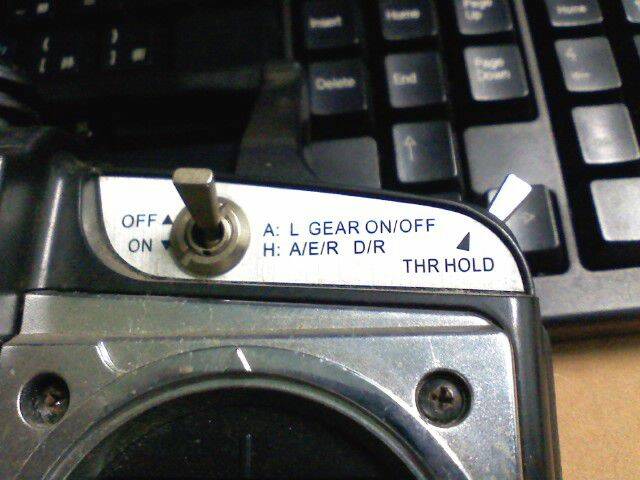 Insert
Home
Page
Up
Home
Delete
End
Page
Down
OFF▲
ON▼
A: L GEAR ON/OFF
H: A/E/R D/R
THR HOLD